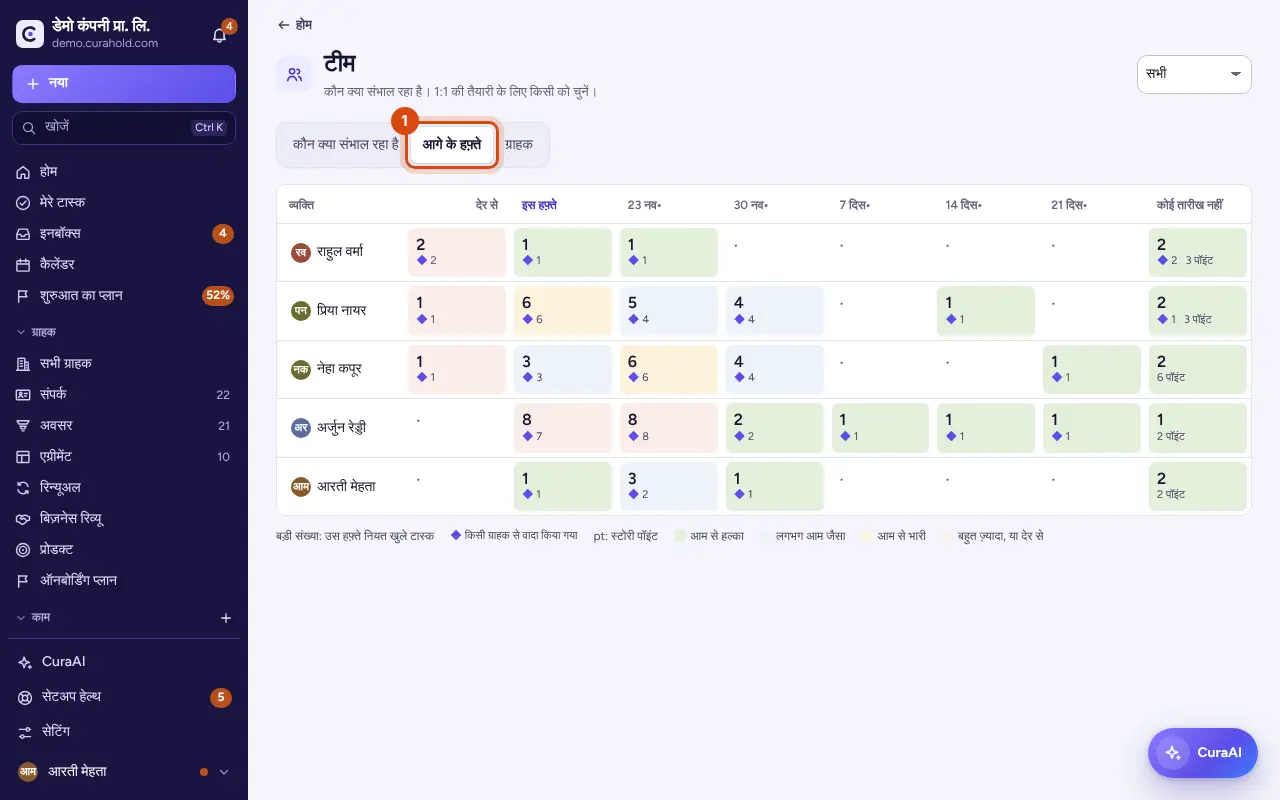 डेमो कंपनी प्रा. लि.
demo.curahold.com
4
+ नया
खोजें Ctrl K
होम
मेरे टास्क
इनबॉक्स 4
कैलेंडर
शुरुआत का प्लान 52%
ग्राहक
सभी ग्राहक
संपर्क 22
अवसर 21
एग्रीमेंट 10
रिन्यूअल
बिज़नेस रिव्यू
प्रोडक्ट
ऑनबोर्डिंग प्लान
काम +
CuraAI
सेटअप हेल्थ 5
सेटिंग
आम आरती मेहता
← होम
टीम
कौन क्या संभाल रहा है। 1:1 की तैयारी के लिए किसी को चुनें।
सभी
1
कौन क्या संभाल रहा है आगे के हफ़्ते ग्राहक
व्यक्ति देर से इस हफ़्ते 23 नव॰ 30 नव॰ 7 दिस॰ 14 दिस॰ 21 दिस॰ कोई तारीख नहीं
रव राहुल वर्मा 2 1 1 · · · · 2
◆ 2 ◆ 1 ◆ 1 ◆ 2 3 पॉइंट
पन प्रिया नायर 1 6 5 4 · 1 · 2
◆ 1 ◆ 6 ◆ 4 ◆ 4 ◆ 1 ◆ 1 3 पॉइंट
नक नेहा कपूर 1 3 6 4 · · 1 2
◆ 1 ◆ 3 ◆ 6 ◆ 4 ◆ 1 6 पॉइंट
अर अर्जुन रेड्डी · 8 8 2 1 1 1 1
◆ 7 ◆ 8 ◆ 2 ◆ 1 ◆ 1 ◆ 1 2 पॉइंट
आम आरती मेहता · 1 3 1 · · · 2
◆ 1 ◆ 2 ◆ 1 2 पॉइंट
बड़ी संख्या: उस हफ़्ते नियत खुले टास्क ◆ किसी ग्राहक से वादा किया गया pt: स्टोरी पॉइंट आम से हल्का लगभग आम जैसा आम से भारी बहुत ज़्यादा, या देर से
CuraAI